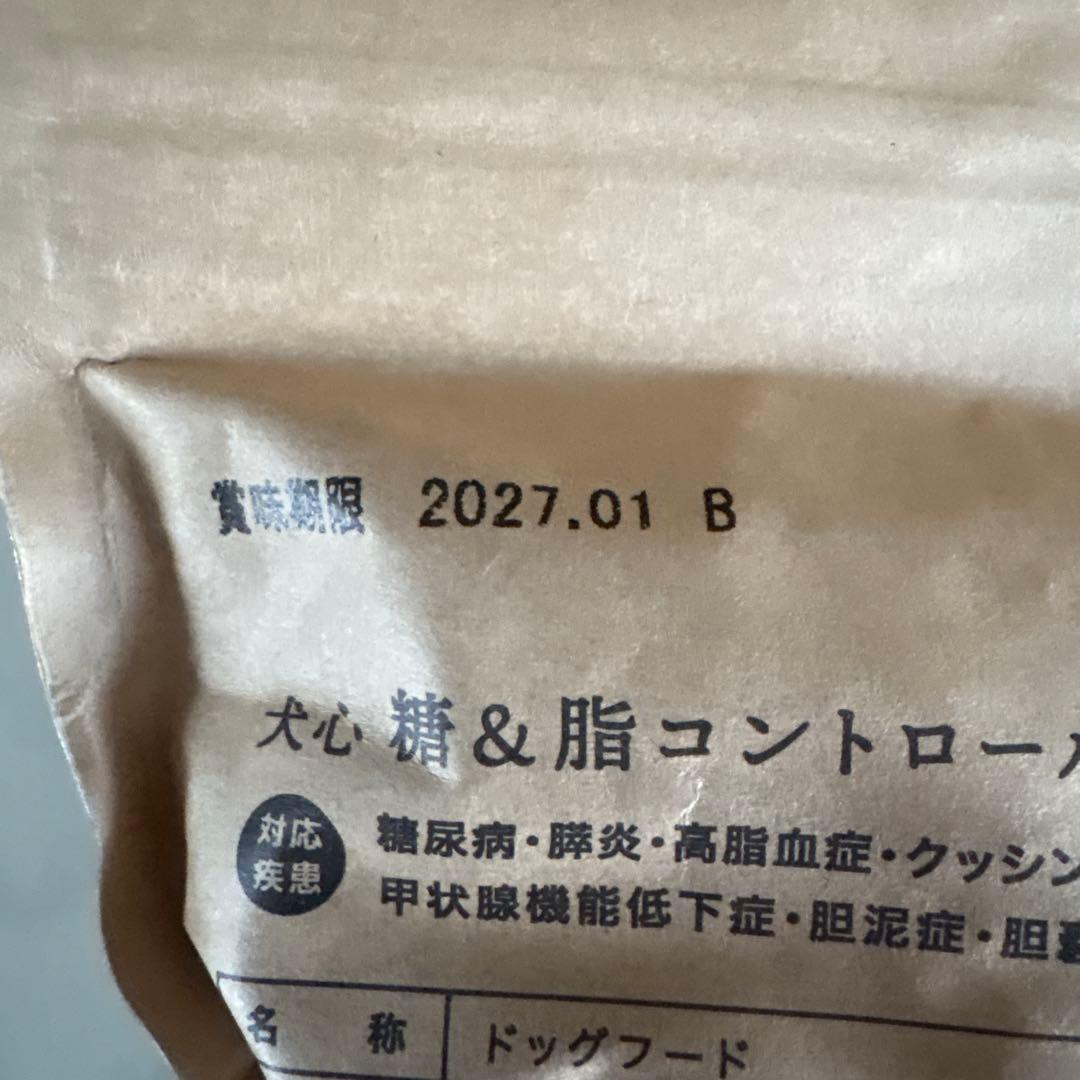 賞味期限 2027.01 B
犬心 糖&脂コントロール
対応
疾患
糖尿病・膵炎・高脂血症・クッシン
甲状腺機能低下症・胆泥症・胆嚢
名 称 ドッグフード